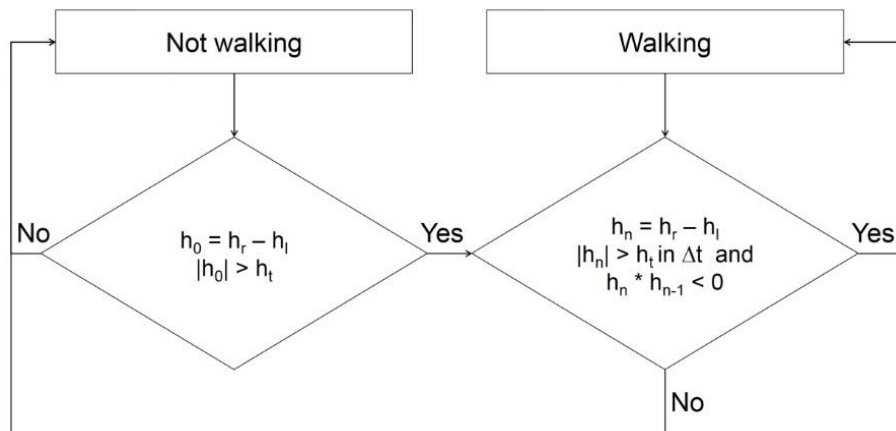 Not walking
Walking
No
h₀ = hᵣ – hₗ
|h₀| > hₜ
Yes
hₙ = hᵣ – hₗ
|hₙ| > hₜ in Δt and
hₙ * hₙ₋₁ < 0
Yes
No